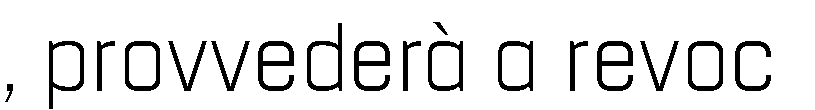 , provvederà a revoc